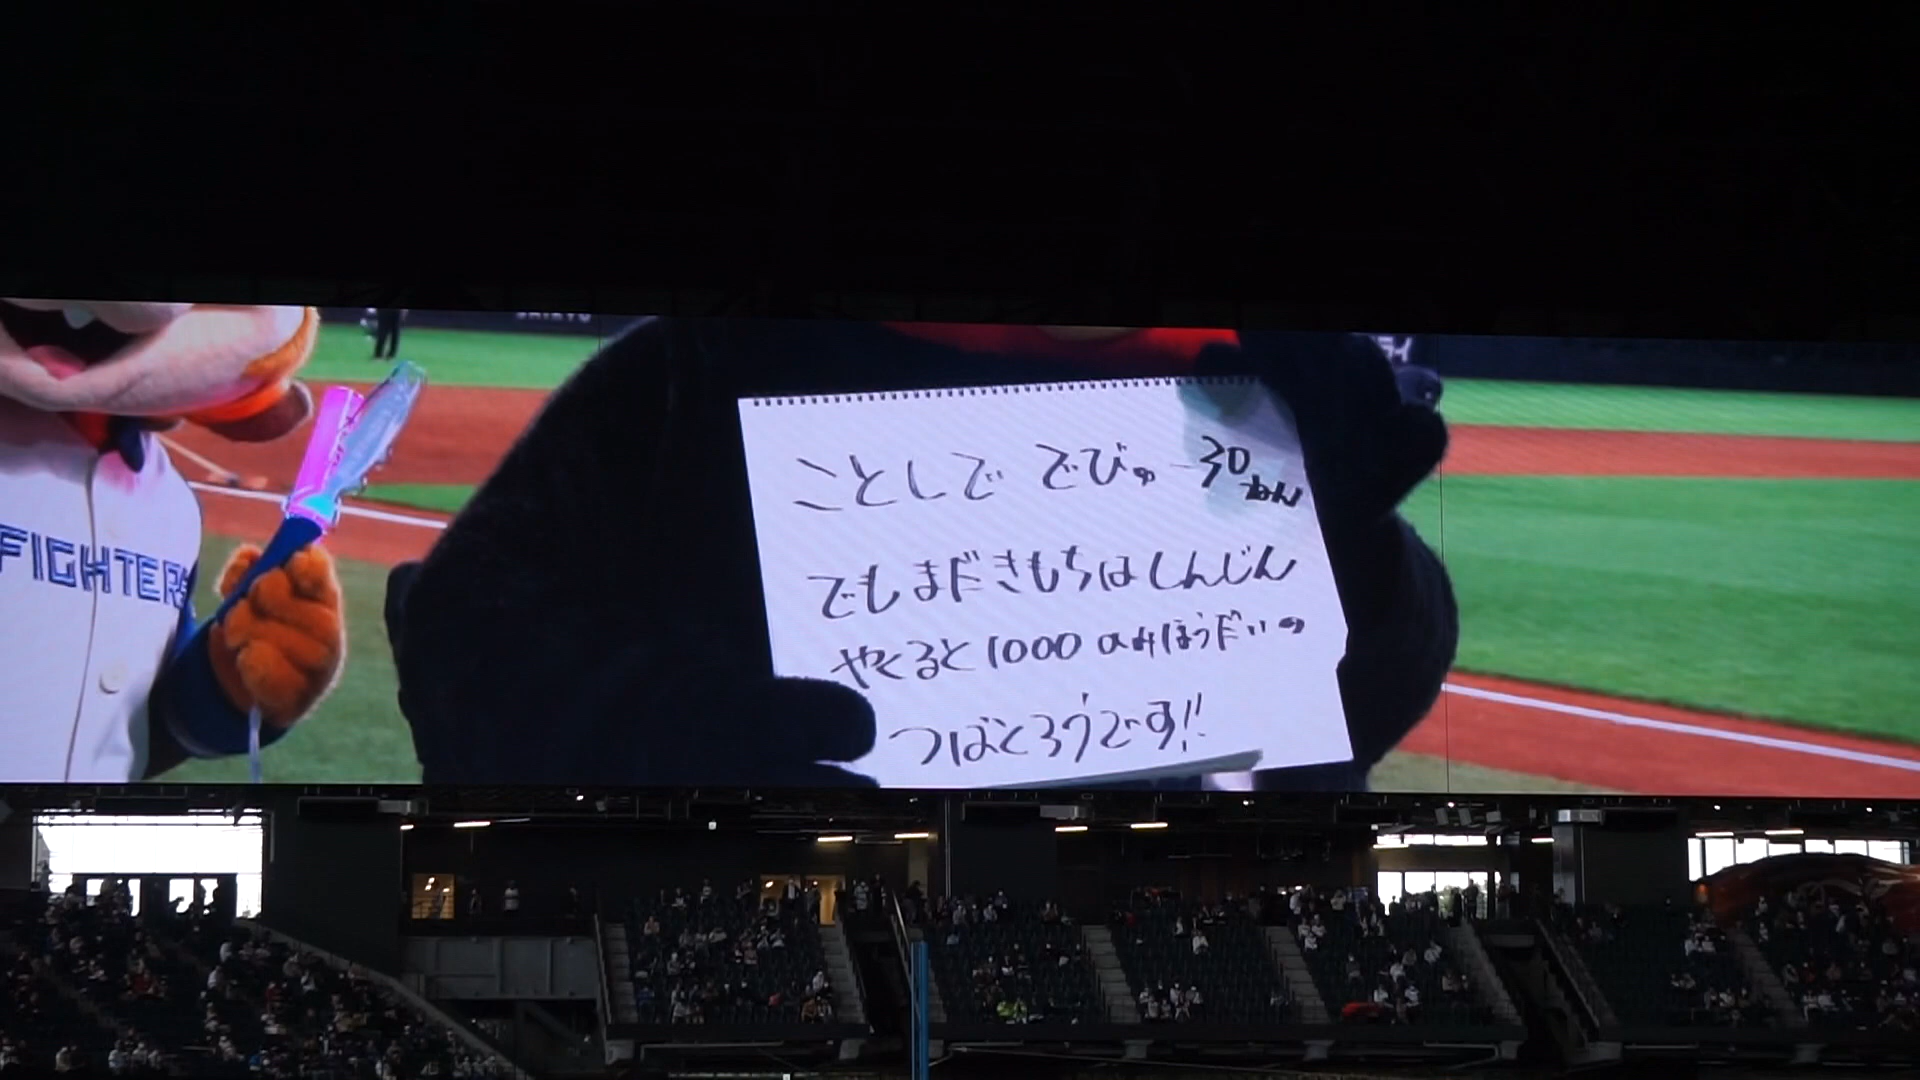 ことしで でびゅー30ねん
でもまだきもちはしんじん
やくると1000のみほうだいの
つばくろうです!!
FIGHTERS